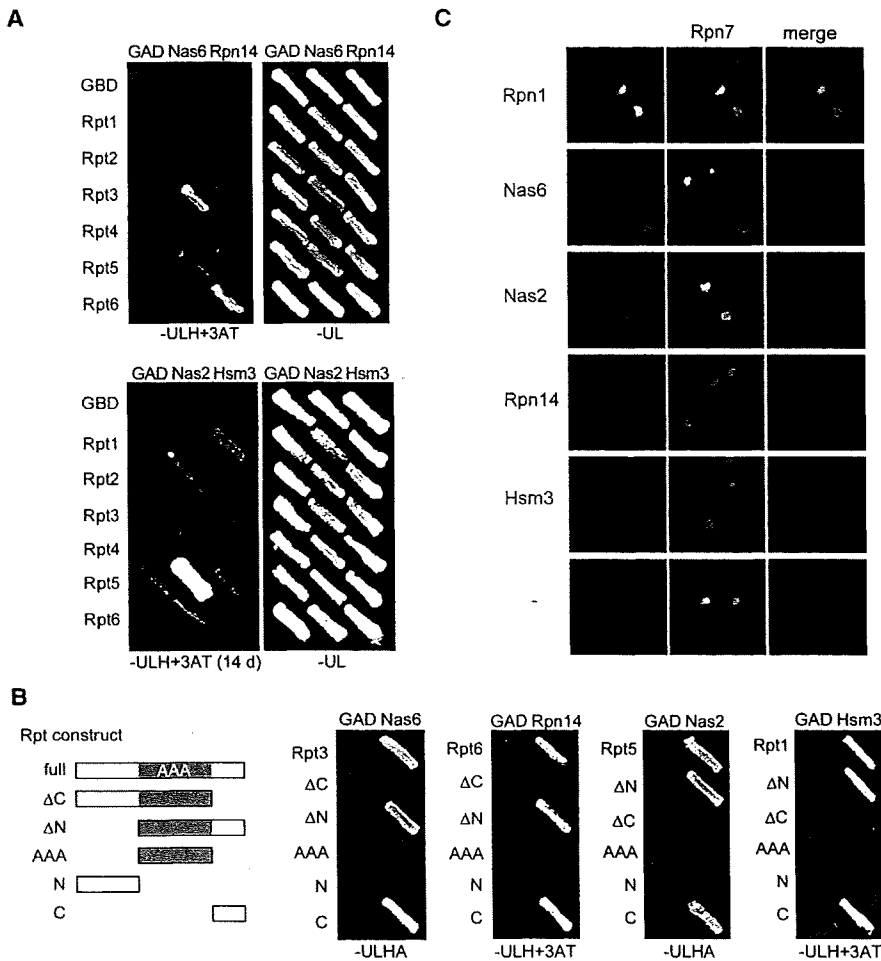 A
GAD Nas6 Rpn14 GAD Nas6 Rpn14
GBD
Rpt1
Rpt2
Rpt3
Rpt4
Rpt5
Rpt6
-ULH+3AT -UL
GAD Nas2 Hsm3 GAD Nas2 Hsm3
GBD
Rpt1
Rpt2
Rpt3
Rpt4
Rpt5
Rpt6
-ULH+3AT (14 d) -UL
C
Rpn7 merge
Rpn1
Nas6
Nas2
Rpn14
Hsm3
-
B
Rpt construct
full AAA
ΔC
ΔN
AAA
N
C
GAD Nas6
Rpt3
ΔC
ΔN
AAA
N
C
-ULHA
GAD Rpn14
Rpt6
ΔC
ΔN
AAA
N
C
-ULH+3AT
GAD Nas2
Rpt5
ΔN
ΔC
AAA
N
C
-ULHA
GAD Hsm3
Rpt1
ΔN
ΔC
AAA
N
C
-ULH+3AT